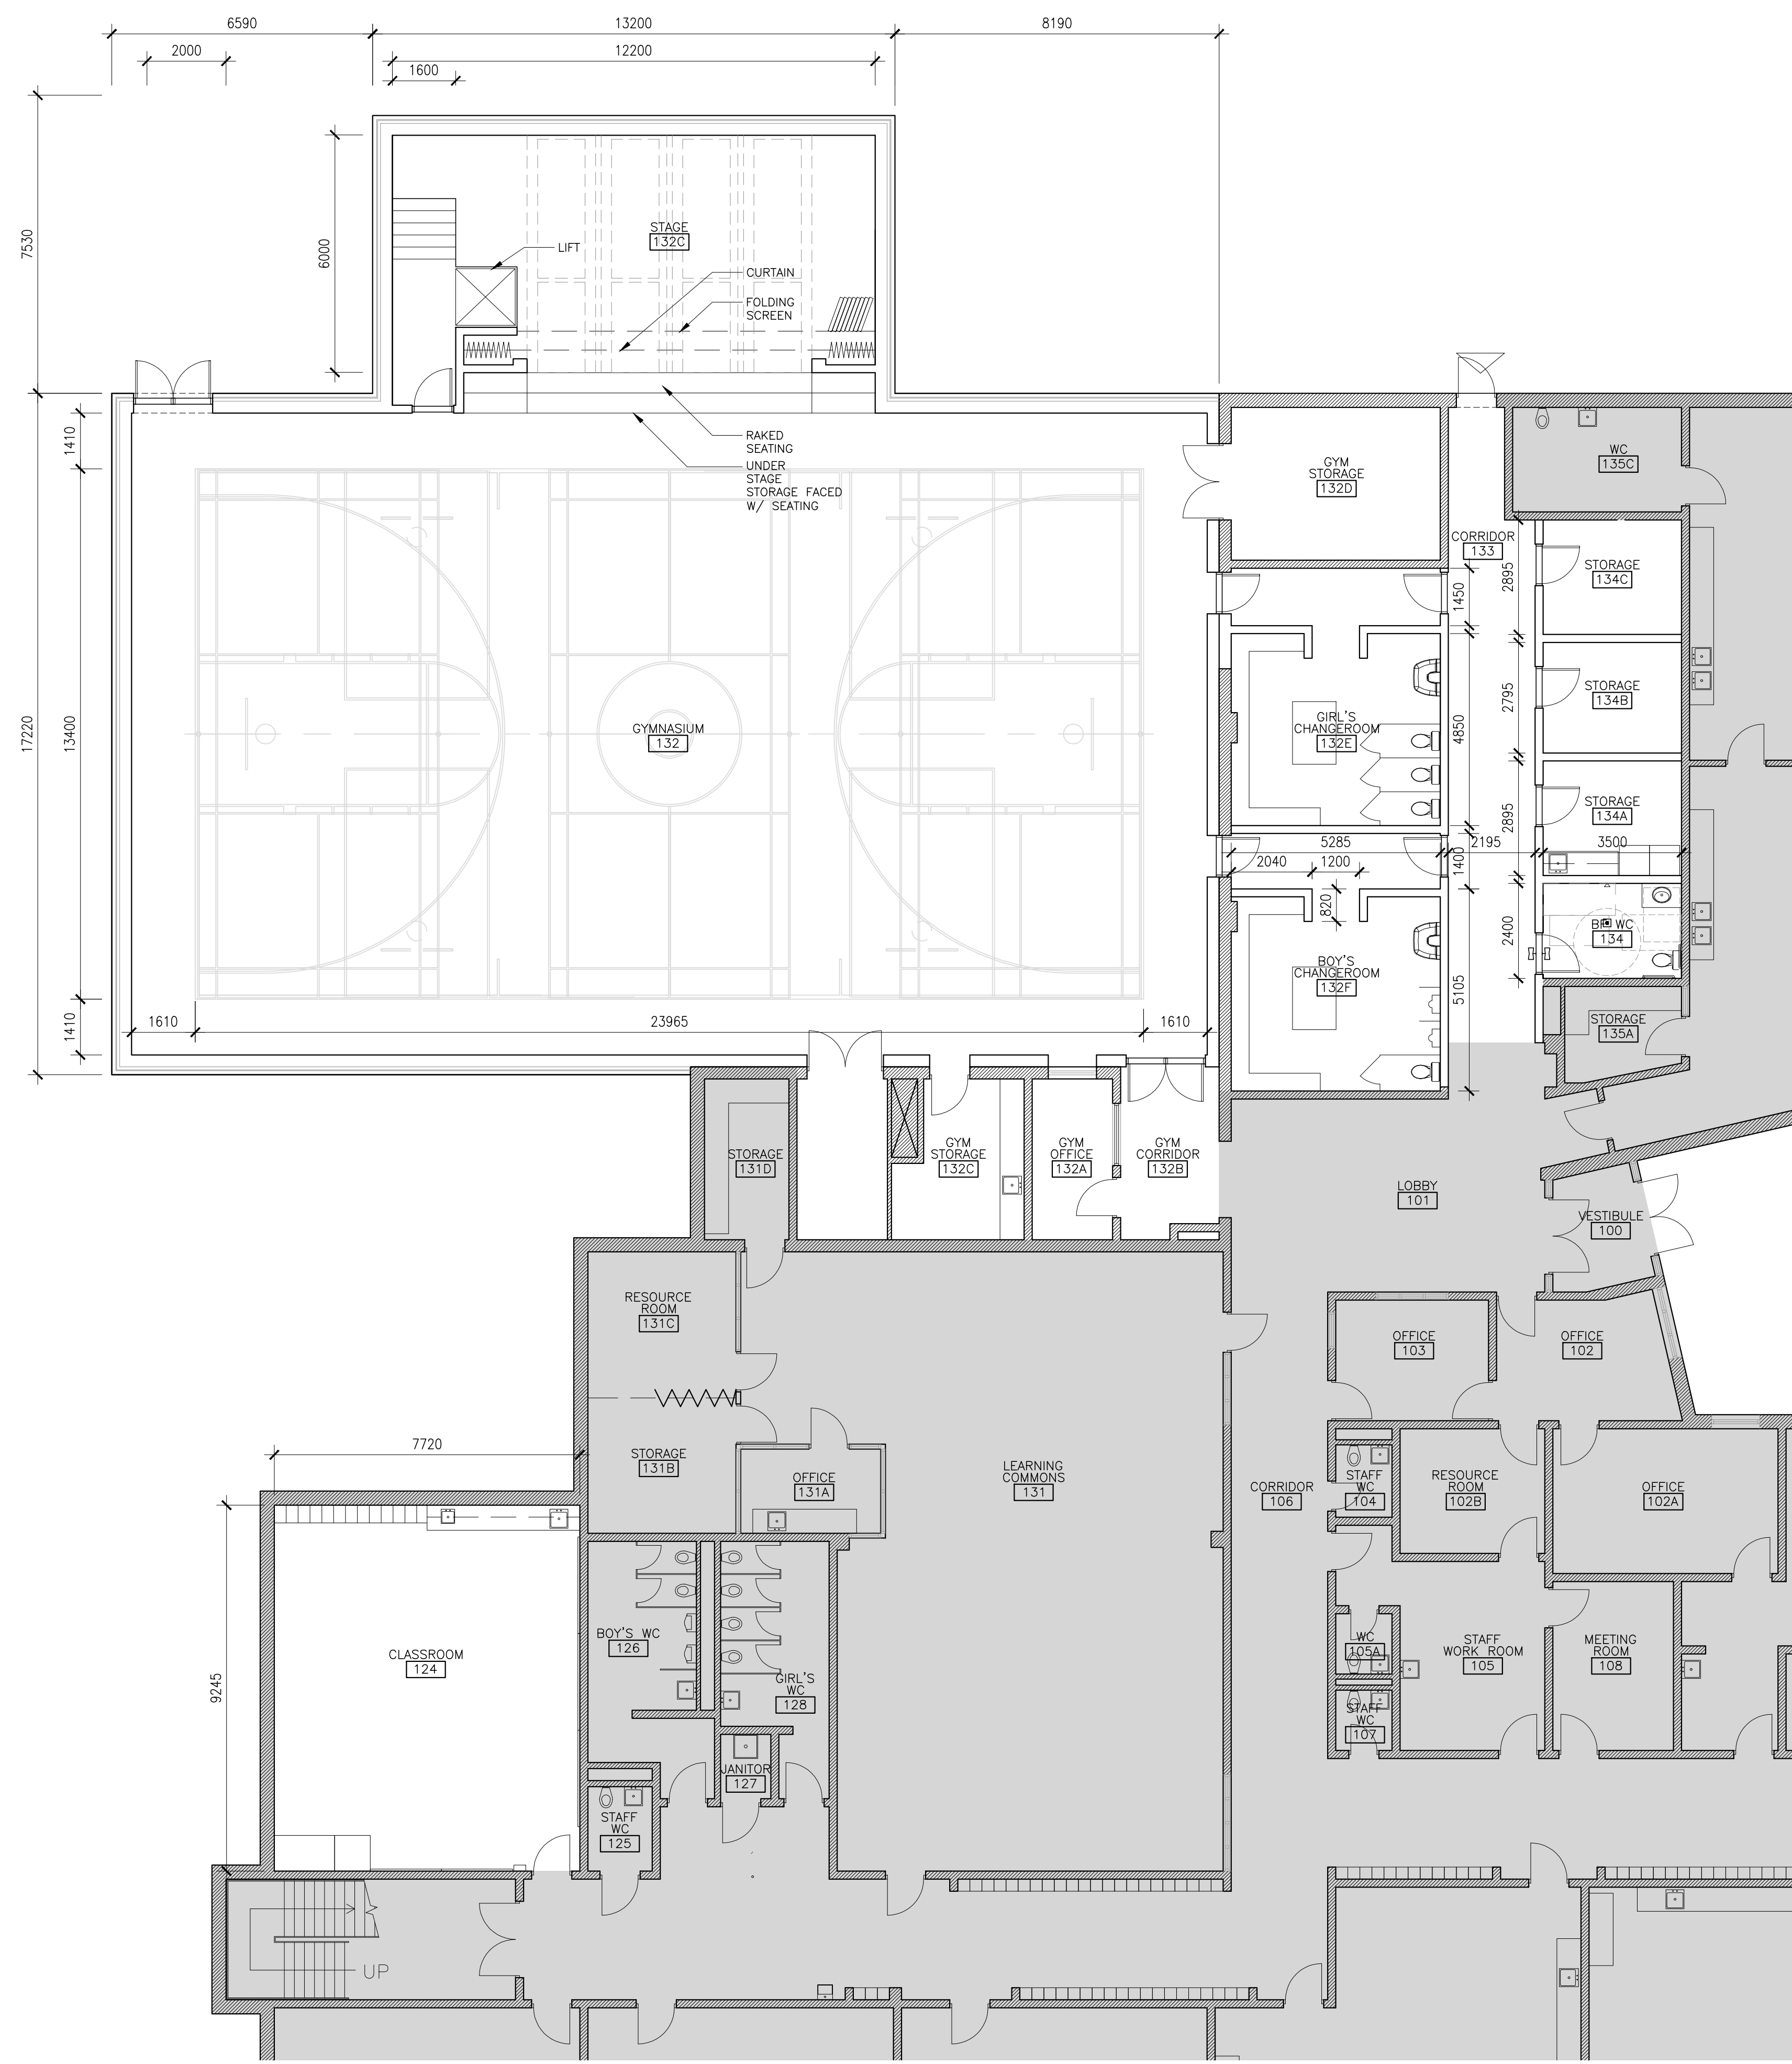 6590
13200
8190
2000
12200
1600
7530
6000
STAGE
132C
LIFT
CURTAIN
FOLDING
SCREEN
RAKED
SEATING
UNDER
STAGE
STORAGE FACED
W/ SEATING
1410
17220
13400
1410
GYMNASIUM
132
1610
23965
1610
GYM
STORAGE
132D
WC
135C
CORRIDOR
133
2895
STORAGE
134C
1450
2795
STORAGE
134B
4850
GIRL'S
CHANGEROOM
132E
2895
STORAGE
134A
5285
2195
3500
2040
1200
1400
820
2400
BF WC
134
BOY'S
CHANGEROOM
132F
5105
STORAGE
135A
STORAGE
131D
GYM
STORAGE
132C
GYM
OFFICE
132A
GYM
CORRIDOR
132B
LOBBY
101
VESTIBULE
100
RESOURCE
ROOM
131C
OFFICE
103
OFFICE
102
7720
STORAGE
131B
OFFICE
131A
LEARNING
COMMONS
131
CORRIDOR
106
STAFF
WC
104
RESOURCE
ROOM
102B
OFFICE
102A
9245
CLASSROOM
124
BOY'S WC
126
GIRL'S
WC
128
WC
105A
STAFF
WORK ROOM
105
MEETING
ROOM
108
STAFF
WC
107
JANITOR
127
STAFF
WC
125
UP